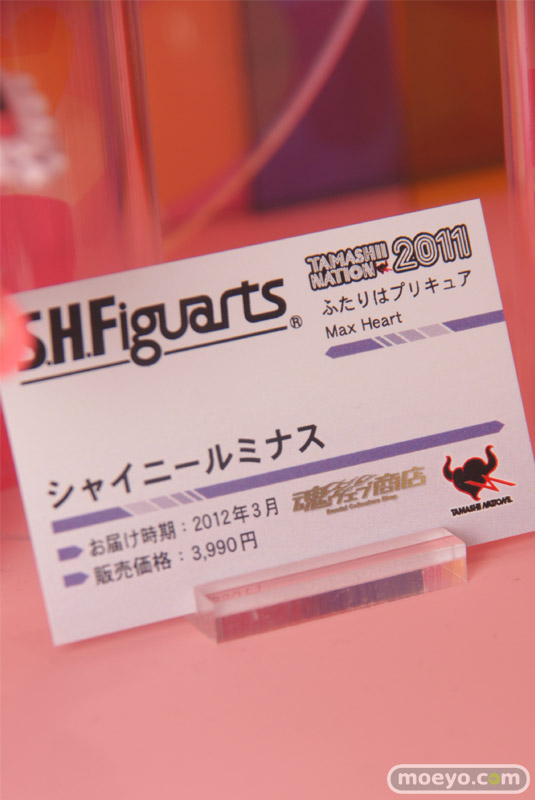 TAMASHII
NATION 2011
S.H.Figuarts®
ふたりはプリキュア
Max Heart
シャイニールミナス
魂ウェブ商店
お届け時期：2012年3月
販売価格：3,990円
TAMASHII NATIONS
moeyo.com